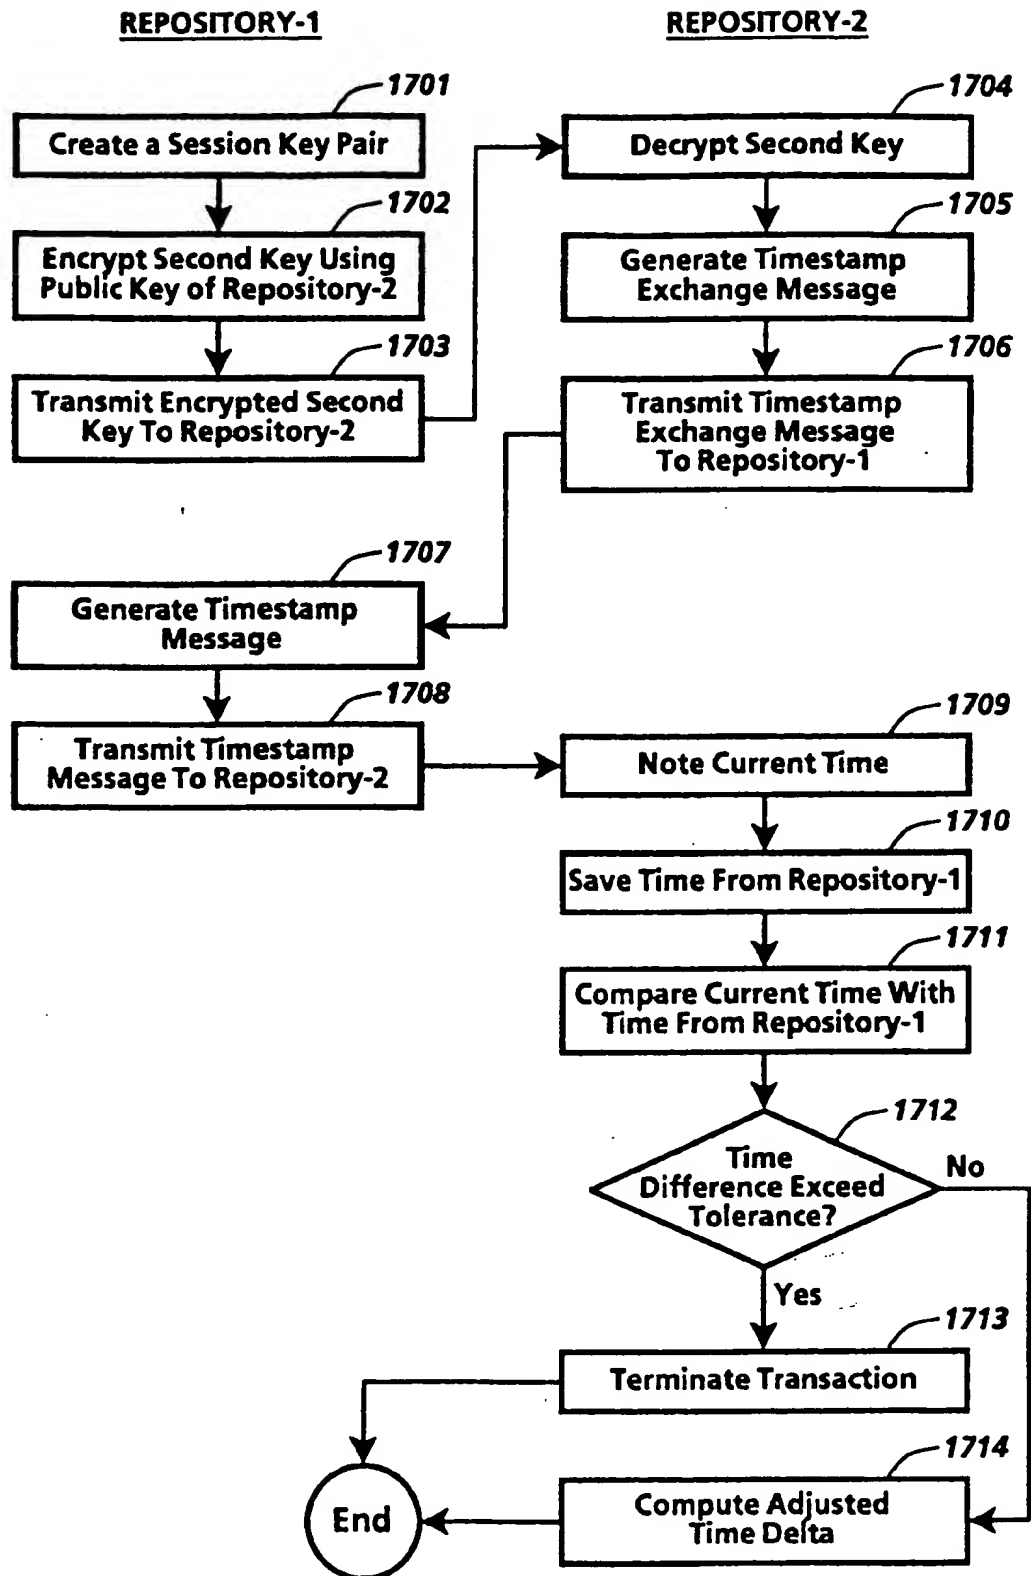 REPOSITORY-1
REPOSITORY-2
1701
Create a Session Key Pair
1702
Encrypt Second Key Using
Public Key of Repository-2
1703
Transmit Encrypted Second
Key To Repository-2
1704
Decrypt Second Key
1705
Generate Timestamp
Exchange Message
1706
Transmit Timestamp
Exchange Message
To Repository-1
1707
Generate Timestamp
Message
1708
Transmit Timestamp
Message To Repository-2
1709
Note Current Time
1710
Save Time From Repository-1
1711
Compare Current Time With
Time From Repository-1
1712
Time
Difference Exceed
Tolerance?
No
Yes
1713
Terminate Transaction
1714
Compute Adjusted
Time Delta
End